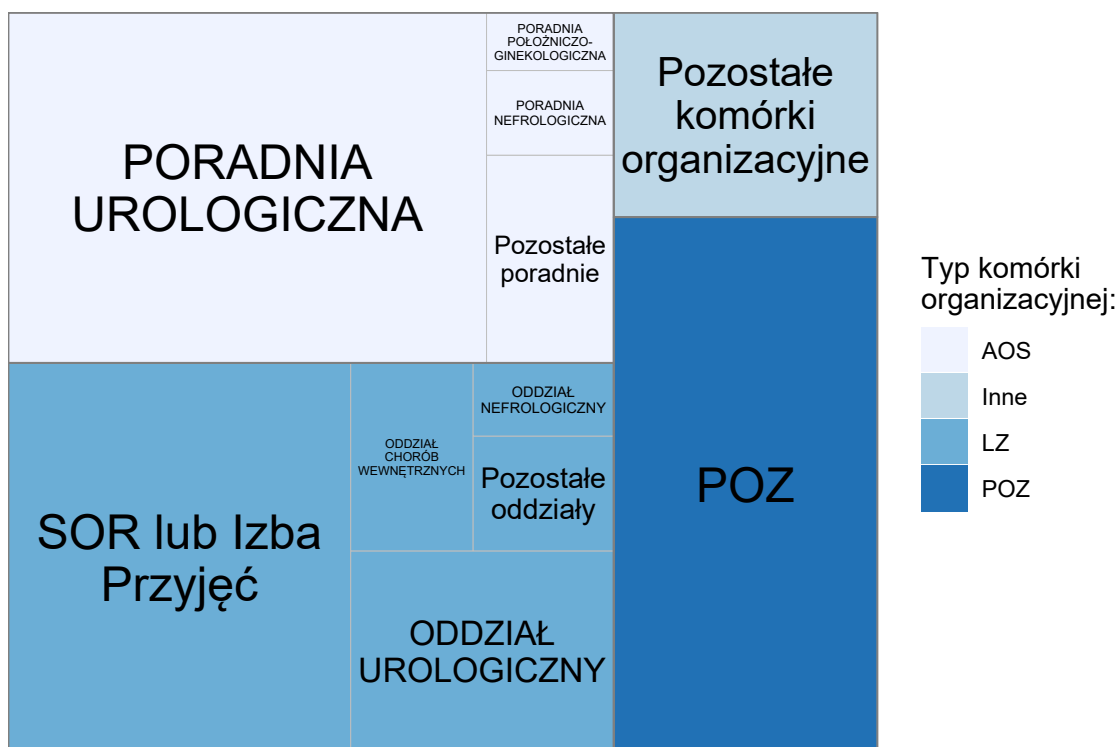 PORADNIA
UROLOGICZNA
PORADNIA
POŁOŻNICZO-
GINEKOLOGICZNA
PORADNIA
NEFROLOGICZNA
Pozostałe
poradnie
Pozostałe
komórki
organizacyjne
SOR lub Izba
Przyjęć
ODDZIAŁ
CHORÓB
WEWNĘTRZNYCH
ODDZIAŁ
NEFROLOGICZNY
Pozostałe
oddziały
ODDZIAŁ
UROLOGICZNY
POZ
Typ komórki
organizacyjnej:
AOS
Inne
LZ
POZ